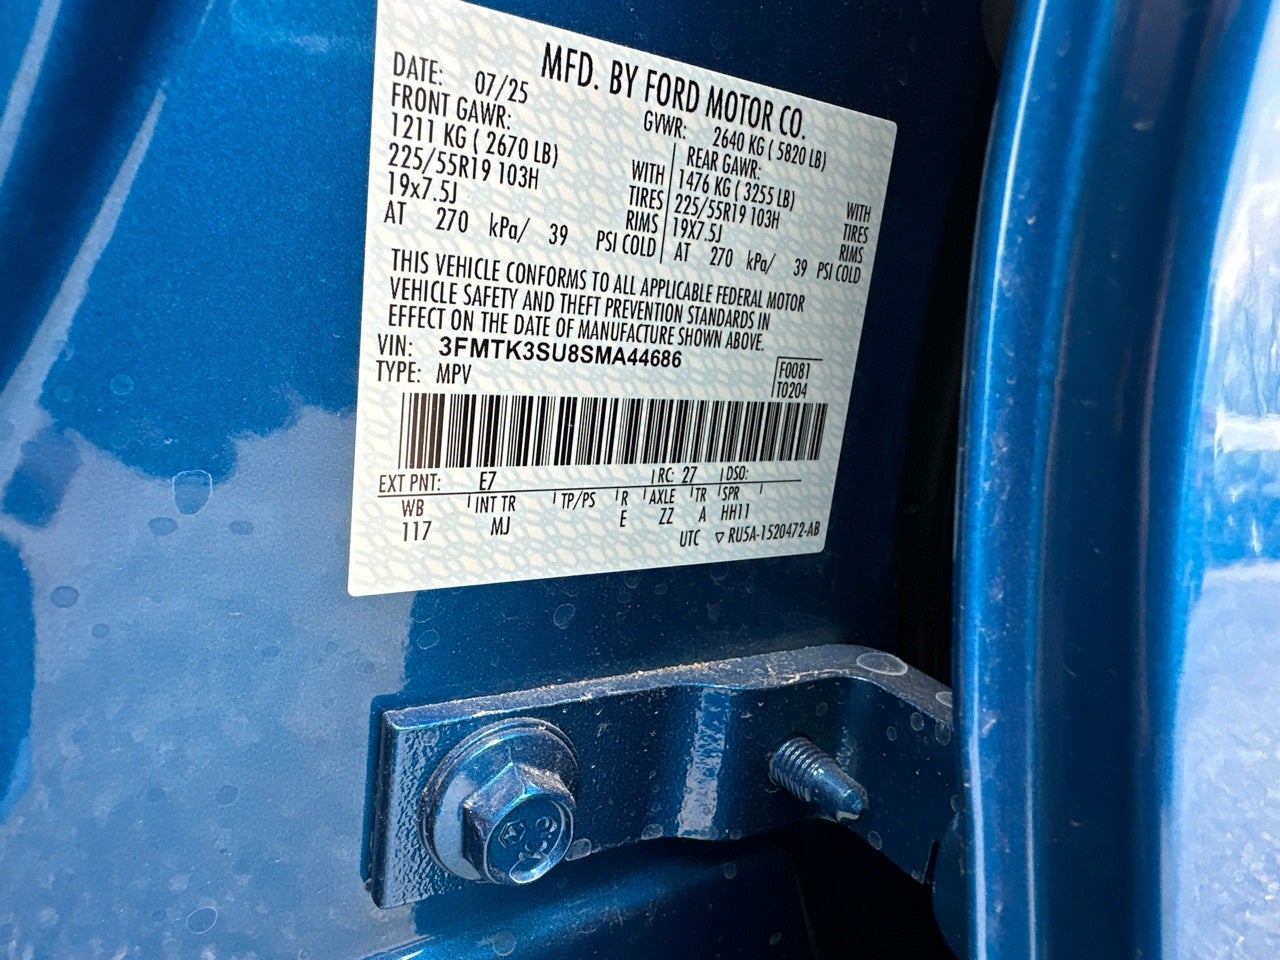 MFD. BY FORD MOTOR CO.
DATE: 07/25 GVWR: 2640 KG ( 5820 LB)
FRONT GAWR: REAR GAWR:
1211 KG ( 2670 LB) WITH 1476 KG ( 3255 LB) WITH
225/55R19 103H TIRES 225/55R19 103H TIRES
19x7.5J RIMS 19X7.5J RIMS
AT 270 kPa/ 39 PSI COLD AT 270 kPa/ 39 PSI COLD
THIS VEHICLE CONFORMS TO ALL APPLICABLE FEDERAL MOTOR
VEHICLE SAFETY AND THEFT PREVENTION STANDARDS IN
EFFECT ON THE DATE OF MANUFACTURE SHOWN ABOVE.
VIN: 3FMTK3SU8SMA44686 F0081
TYPE: MPV T0204
EXT PNT: E7 RC: 27 DSO:
WB INT TR TP/PS R AXLE TR SPR
117 MJ E ZZ A HH11
UTC ▽ RU5A-1520472-AB